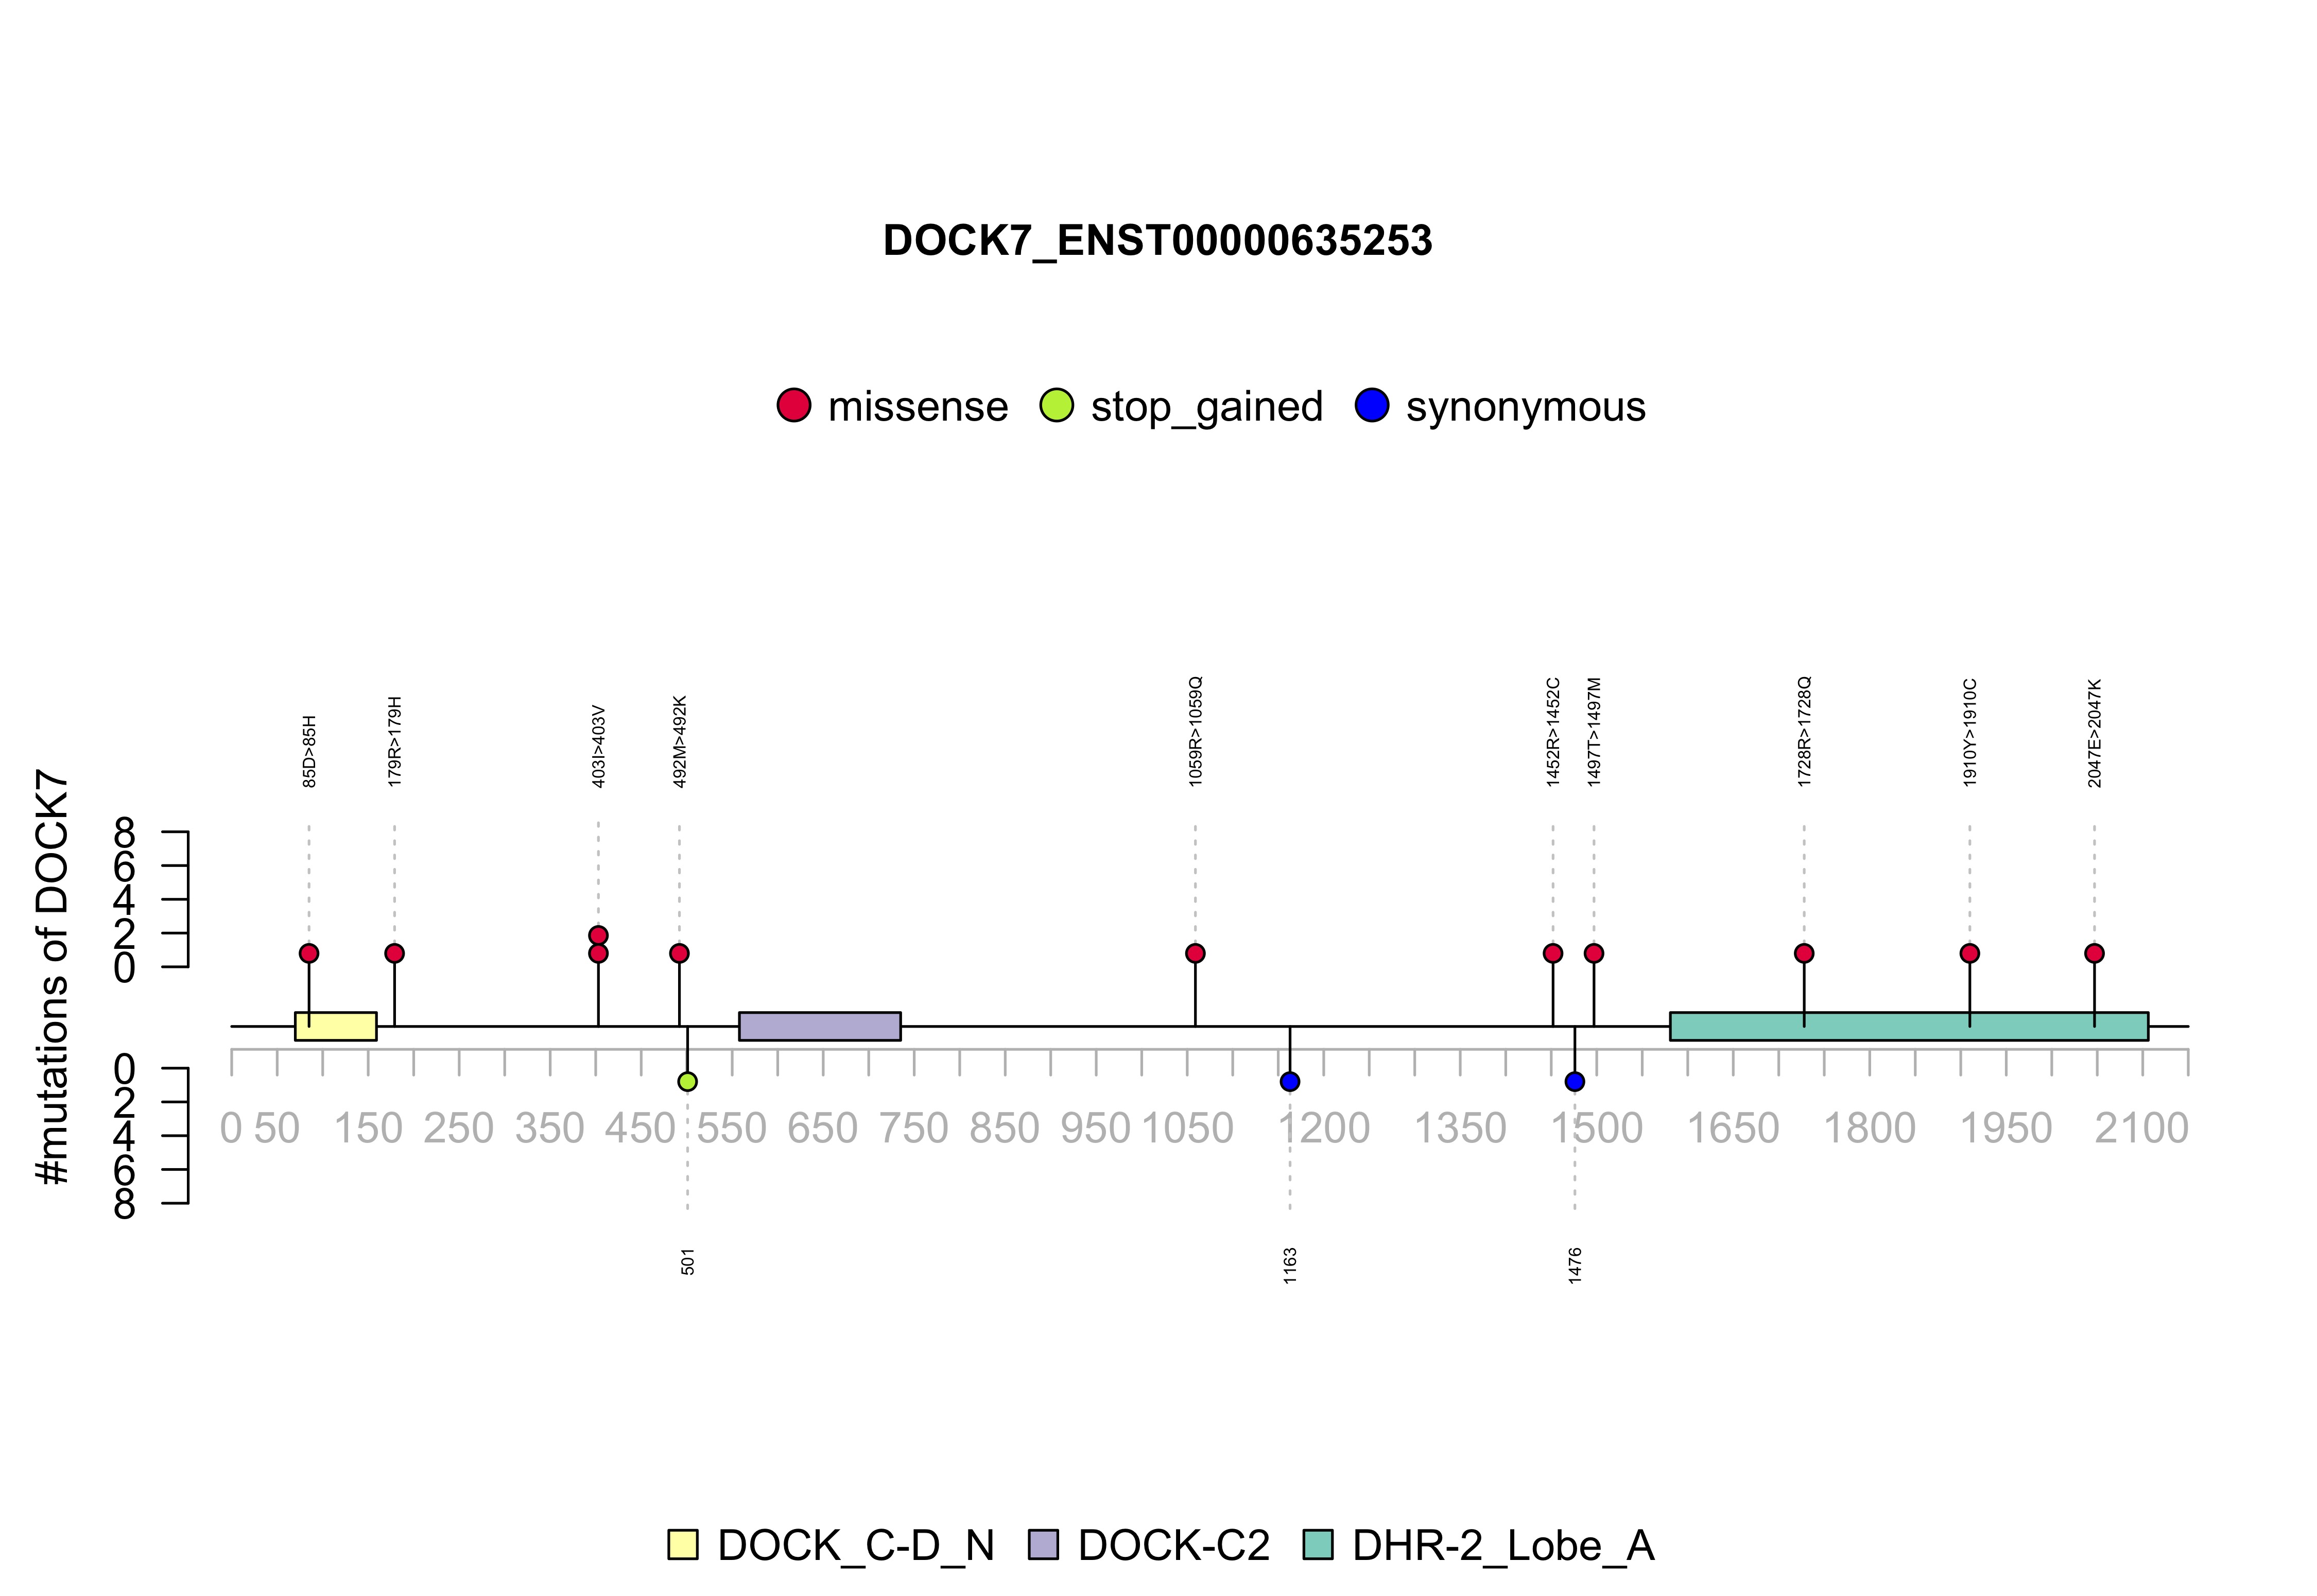 DOCK7_ENST00000635253
missense stop_gained synonymous
85D>85H 179R>179H 403I>403V 492M>492K 1059R>1059Q 1452R>1452C 1497T>1497M 1728R>1728Q 1910Y>1910C 2047E>2047K
#mutations of DOCK7
8
6
4
2
0
0
2
4
6
8
0 50 150 250 350 450 550 650 750 850 950 1050 1200 1350 1500 1650 1800 1950 2100
501 1163 1476
DOCK_C-D_N DOCK-C2 DHR-2_Lobe_A